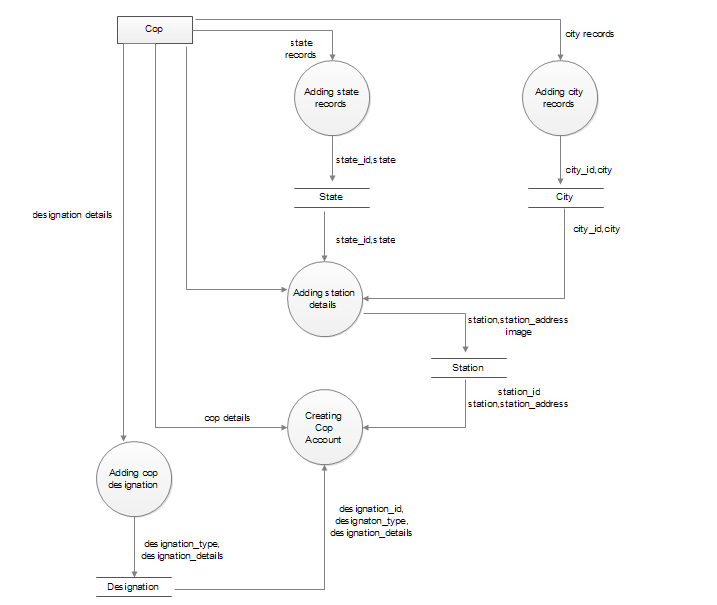 Cop
city records
state
records
Adding state
records
Adding city
records
state_id,state
city_id,city
State
City
designation details
city_id,city
state_id,state
Adding station
details
station,station_address
image
Station
station_id
station,station_address
cop details
Creating
Cop
Account
Adding cop
designation
designation_id,
designaton_type,
designation_details
designation_type,
designation_details
Designation